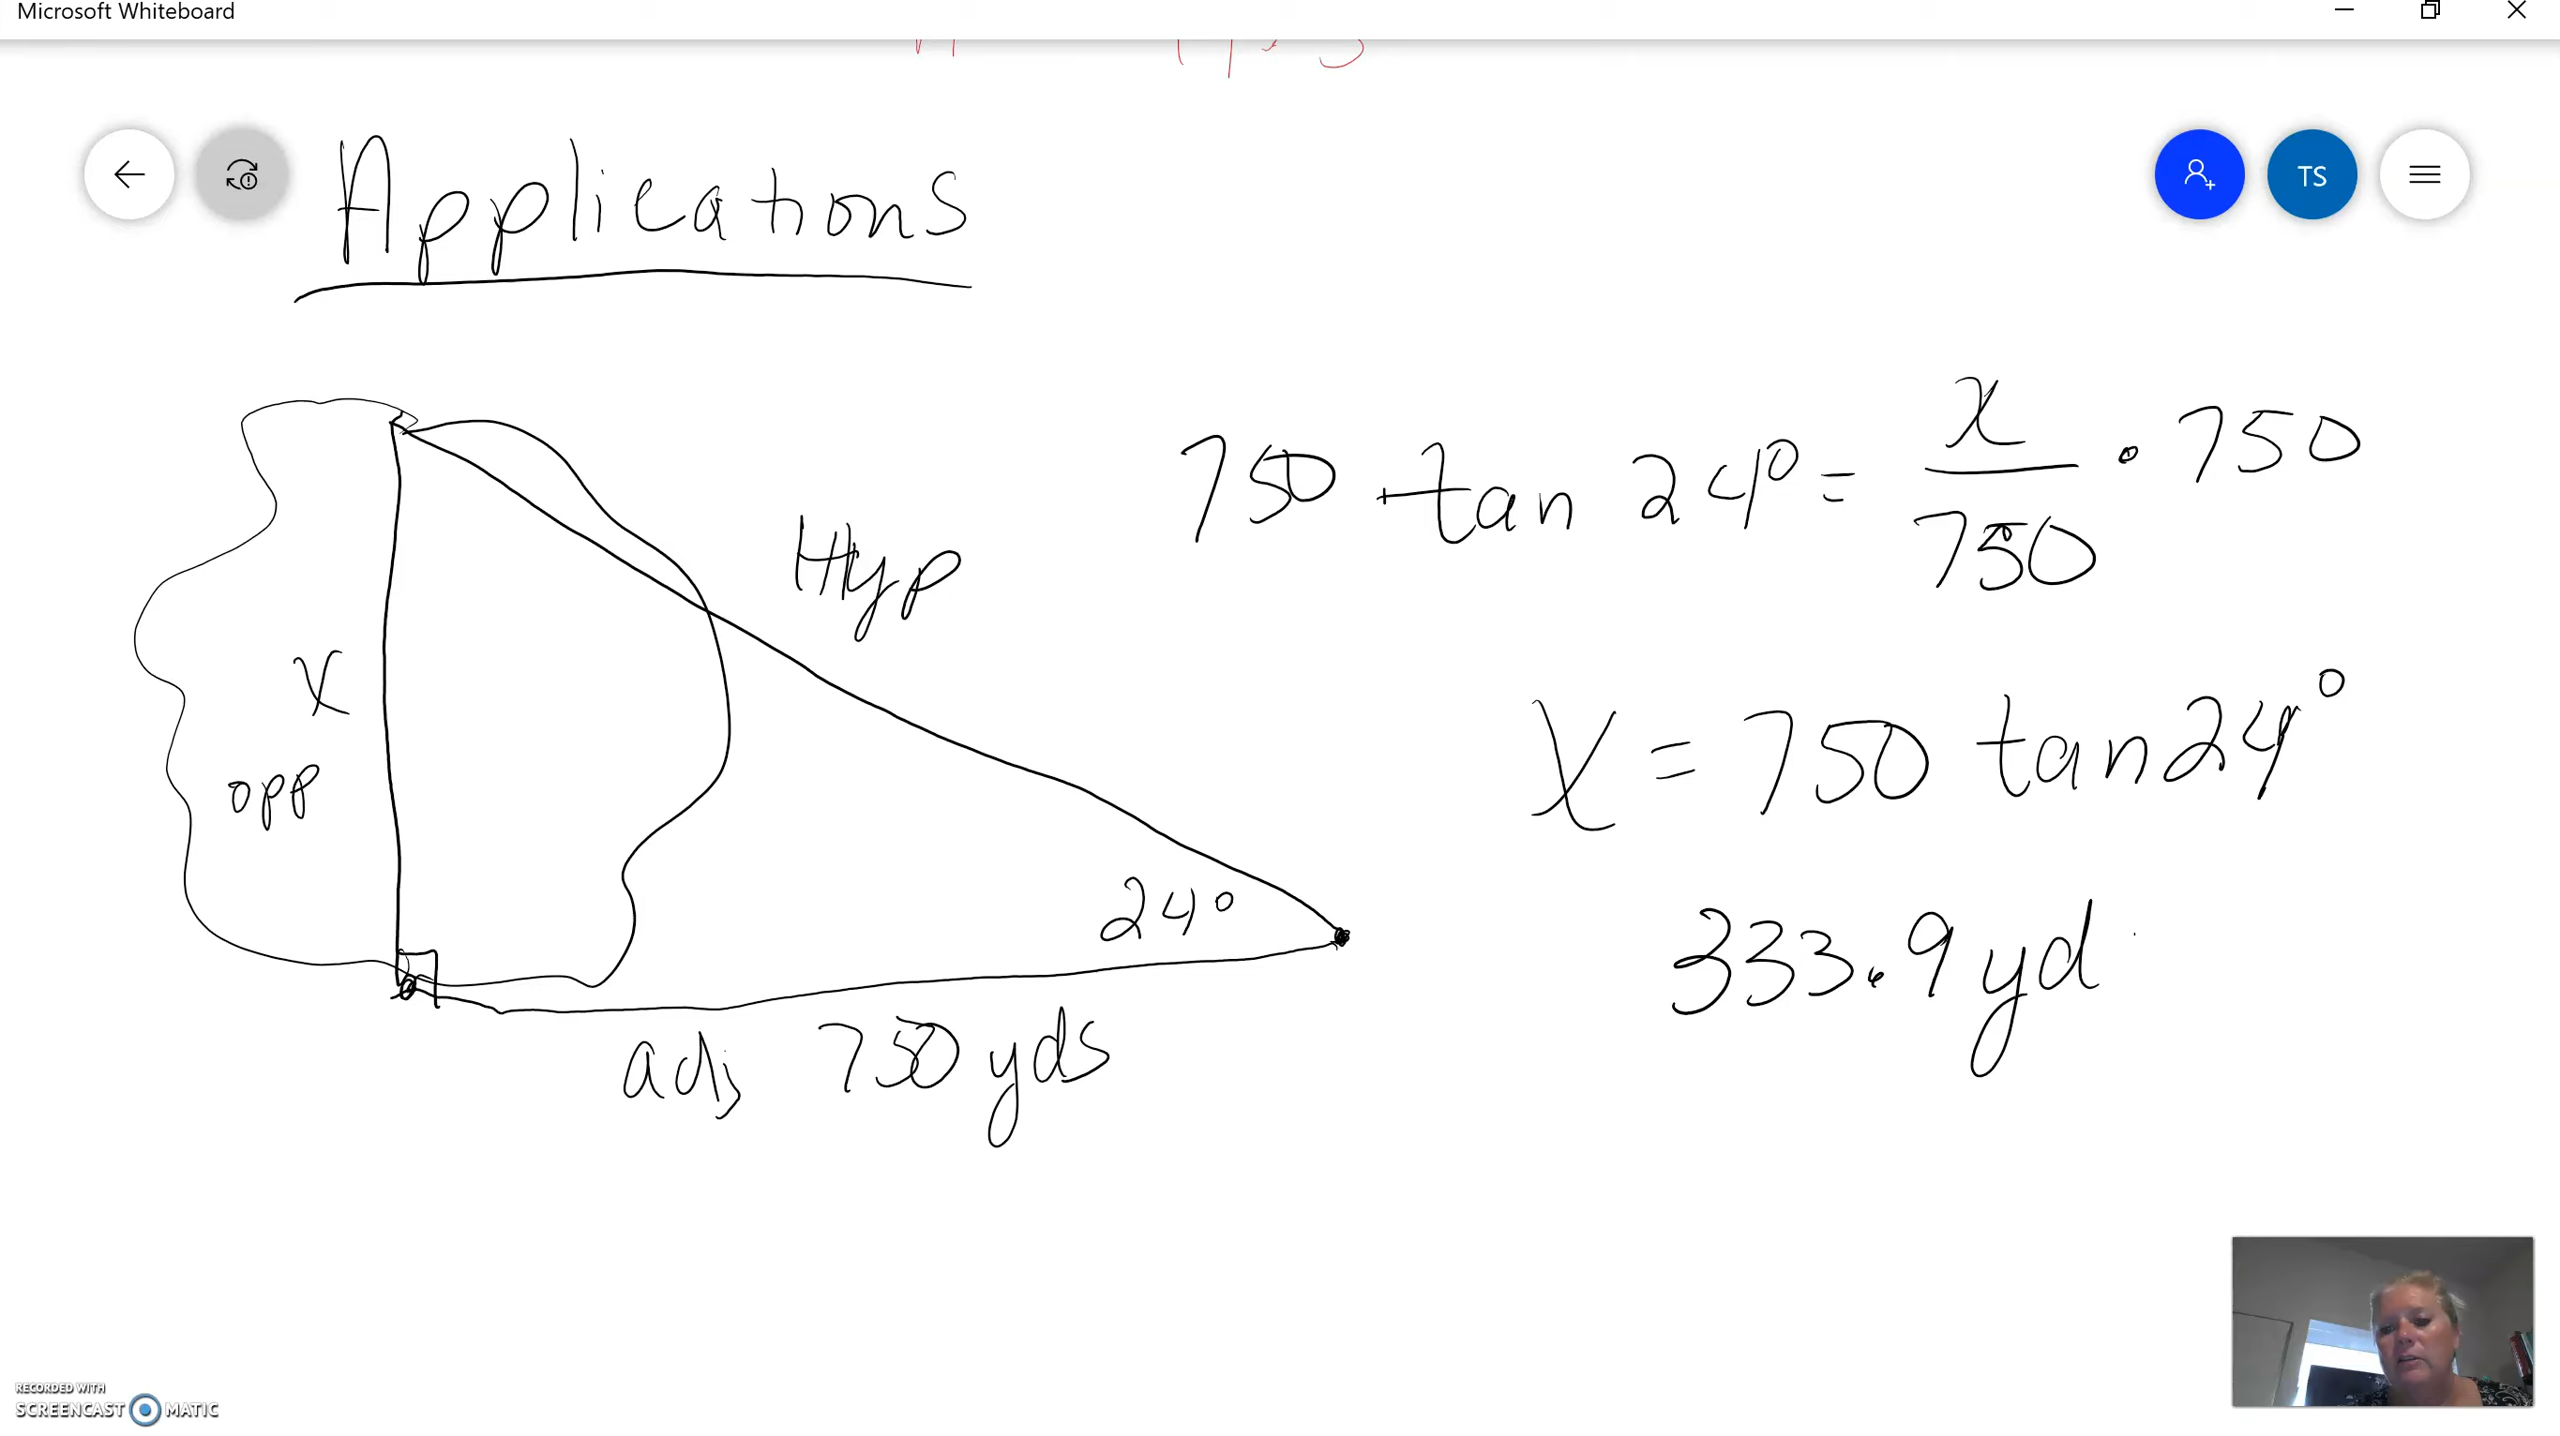 Microsoft Whiteboard
Applications
TS
750 · tan 24° = x/750 · 750
Hyp
x
opp
x = 750 tan 24°
24°
333.9 yd
adj 750 yds
RECORDED WITH
SCREENCAST MATIC